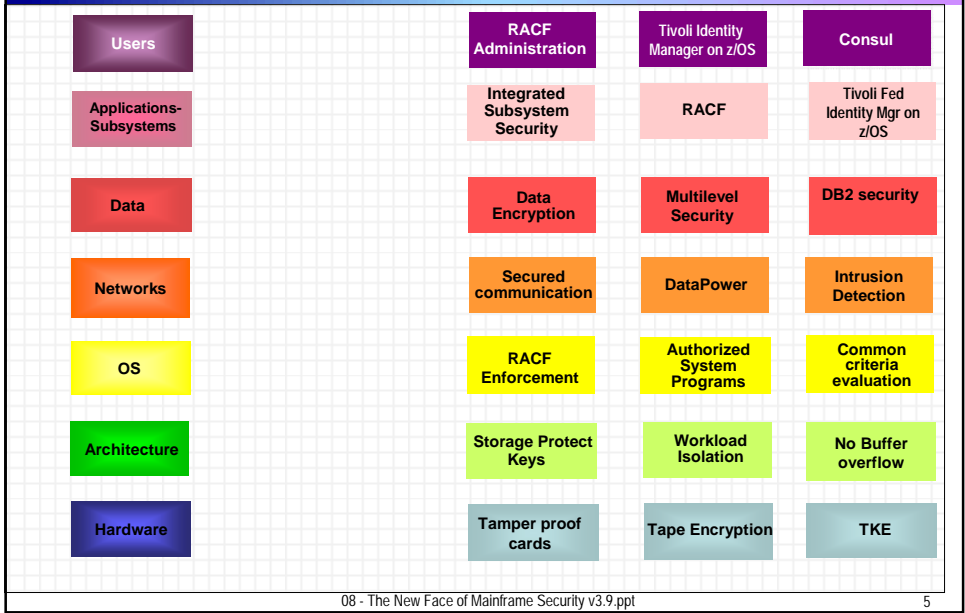 Users
RACF
Administration
Tivoli Identity
Manager on z/OS
Consul
Applications-
Subsystems
Integrated
Subsystem
Security
RACF
Tivoli Fed
Identity Mgr on
z/OS
Data
Data
Encryption
Multilevel
Security
DB2 security
Networks
Secured
communication
DataPower
Intrusion
Detection
OS
RACF
Enforcement
Authorized
System
Programs
Common
criteria
evaluation
Architecture
Storage Protect
Keys
Workload
Isolation
No Buffer
overflow
Hardware
Tamper proof
cards
Tape Encryption
TKE
08 - The New Face of Mainframe Security v3.9.ppt
5